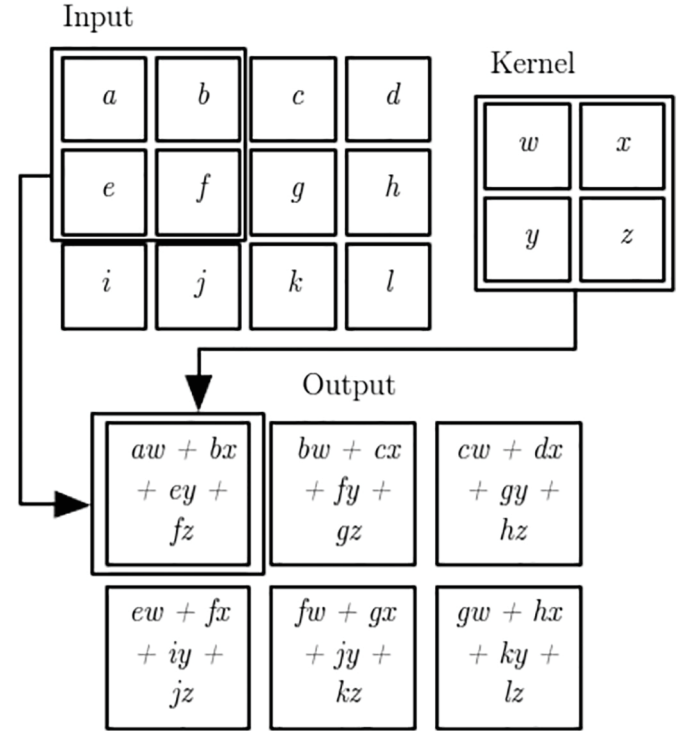 Input
Kernel
a b c d
w x
e f g h
y z
i j k l
Output
aw + bx
+ ey +
fz
bw + cx
+ fy +
gz
cw + dx
+ gy +
hz
ew + fx
+ iy +
jz
fw + gx
+ jy +
kz
gw + hx
+ ky +
lz